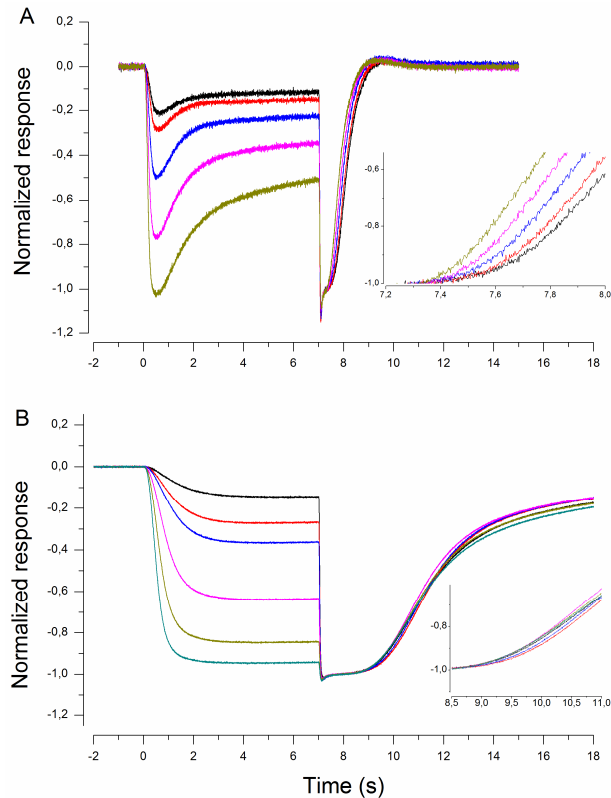 A
Normalized response
0,2
0,0
-0,2
-0,4
-0,6
-0,8
-1,0
-1,2
-0,6
-0,8
-1,0
7,2 7,4 7,6 7,8 8,0
-2 0 2 4 6 8 10 12 14 16 18
B
Normalized response
0,2
0,0
-0,2
-0,4
-0,6
-0,8
-1,0
-1,2
-0,8
-1,0
8,5 9,0 9,5 10,0 10,5 11,0
-2 0 2 4 6 8 10 12 14 16 18
Time (s)